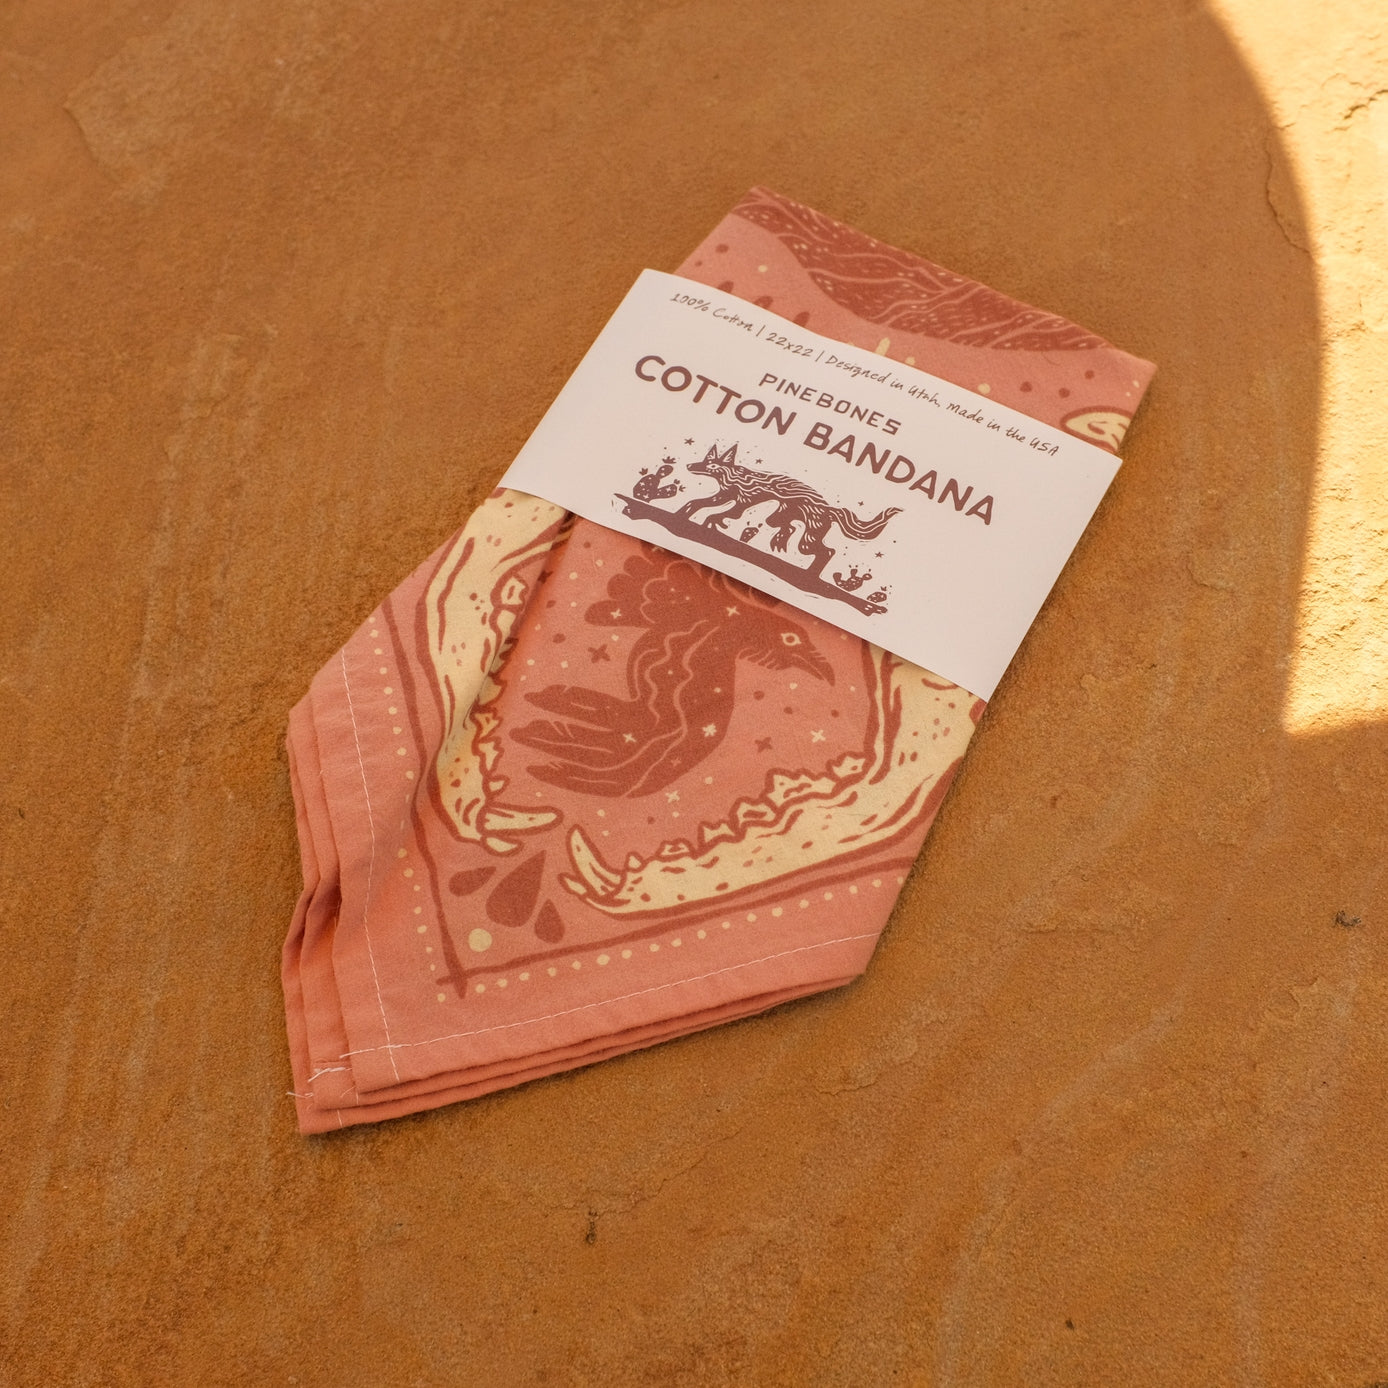 100% Cotton | 22x22 | Designed in Utah, made in the USA
PINEBONES
COTTON BANDANA